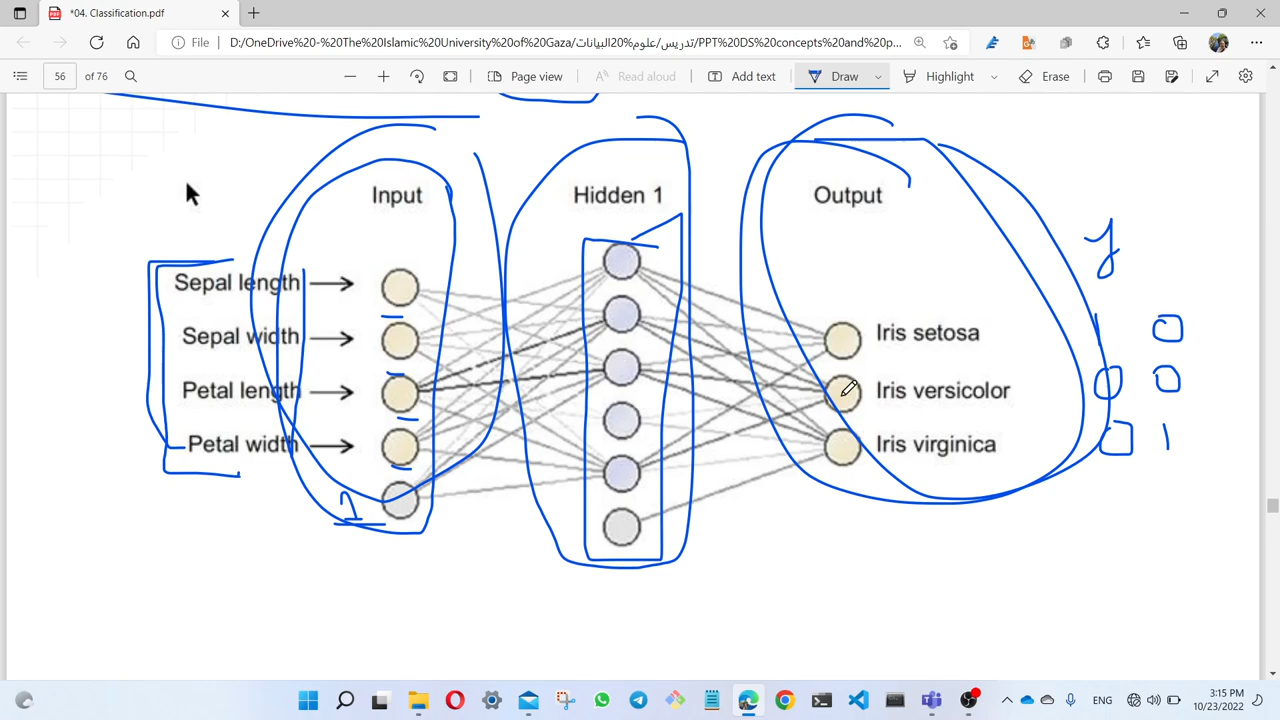 *04. Classification.pdf
File
D:/OneDrive%20-%20The%20Islamic%20University%20of%20Gaza/تدريس/علوم%20البيانات/PPT%20DS%20concepts%20and%20p...
56 of 76
Page view
Read aloud
Add text
Draw
Highlight
Erase
Input
Hidden 1
Output
y
Sepal length
Iris setosa
1 0
Sepal width
Petal length
Iris versicolor
0 0
Petal width
Iris virginica
0 1
1
ENG
3:15 PM
10/23/2022